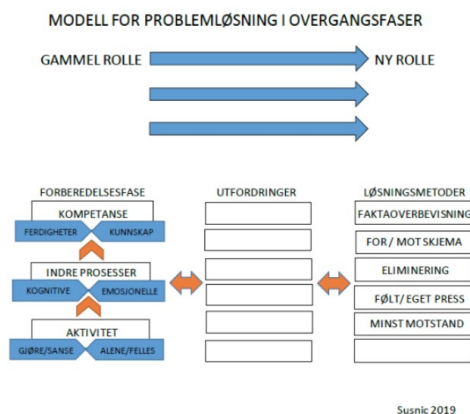 MODELL FOR PROBLEMLØSNING I OVERGANGSFASER
GAMMEL ROLLE
NY ROLLE
FORBEREDELSESFASE
KOMPETANSE
FERDIGHETER
KUNNSKAP
INDRE PROSESSER
KOGNITIVE
EMOSJONELLE
AKTIVITET
GJØRE/SANSE
ALENE/FELLES
UTFORDRINGER
LØSNINGSMETODER
FAKTAOVERBEVISNING
FOR / MOT SKJEMA
ELIMINERING
FØLT/ EGET PRESS
MINST MOTSTAND
Susnic 2019